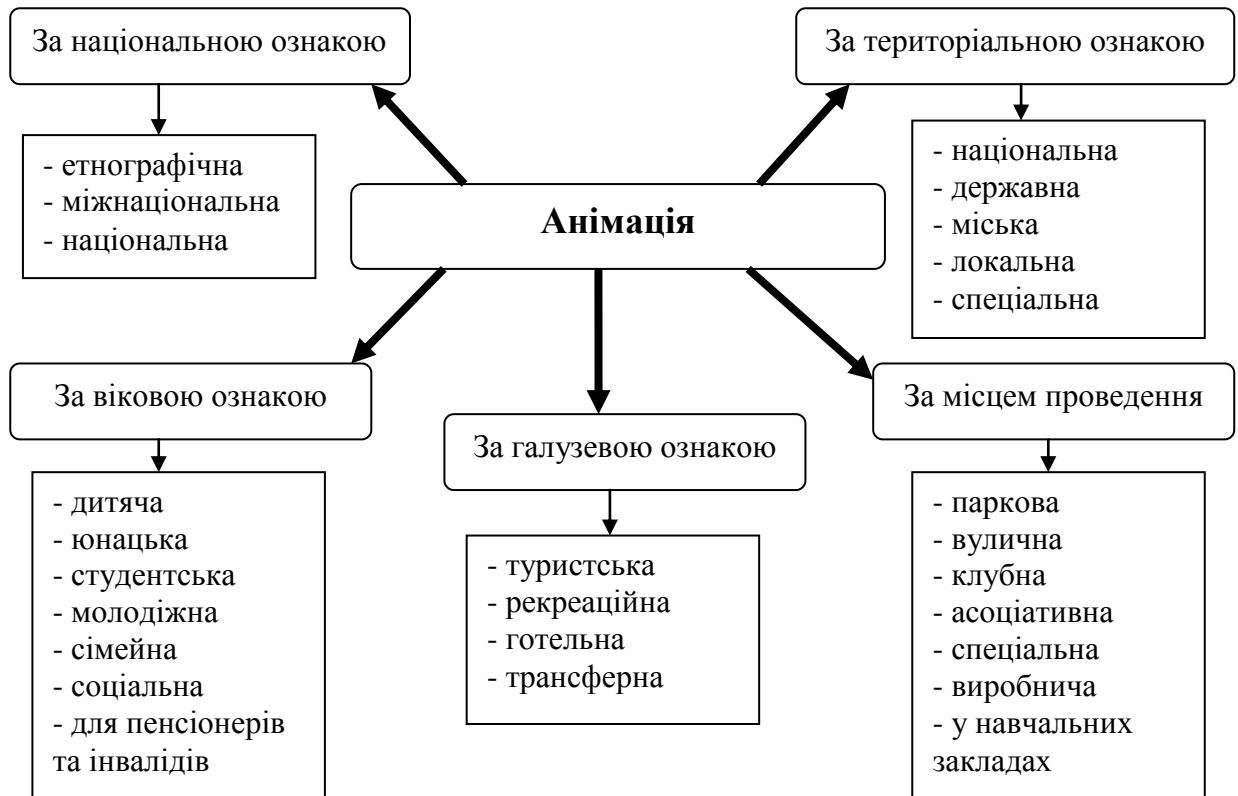 За національною ознакою
- етнографічна
- міжнаціональна
- національна
За територіальною ознакою
- національна
- державна
- міська
- локальна
- спеціальна
Анімація
За віковою ознакою
- дитяча
- юнацька
- студентська
- молодіжна
- сімейна
- соціальна
- для пенсіонерів
та інвалідів
За галузевою ознакою
- туристська
- рекреаційна
- готельна
- трансферна
За місцем проведення
- паркова
- вулична
- клубна
- асоціативна
- спеціальна
- виробнича
- у навчальних
закладах